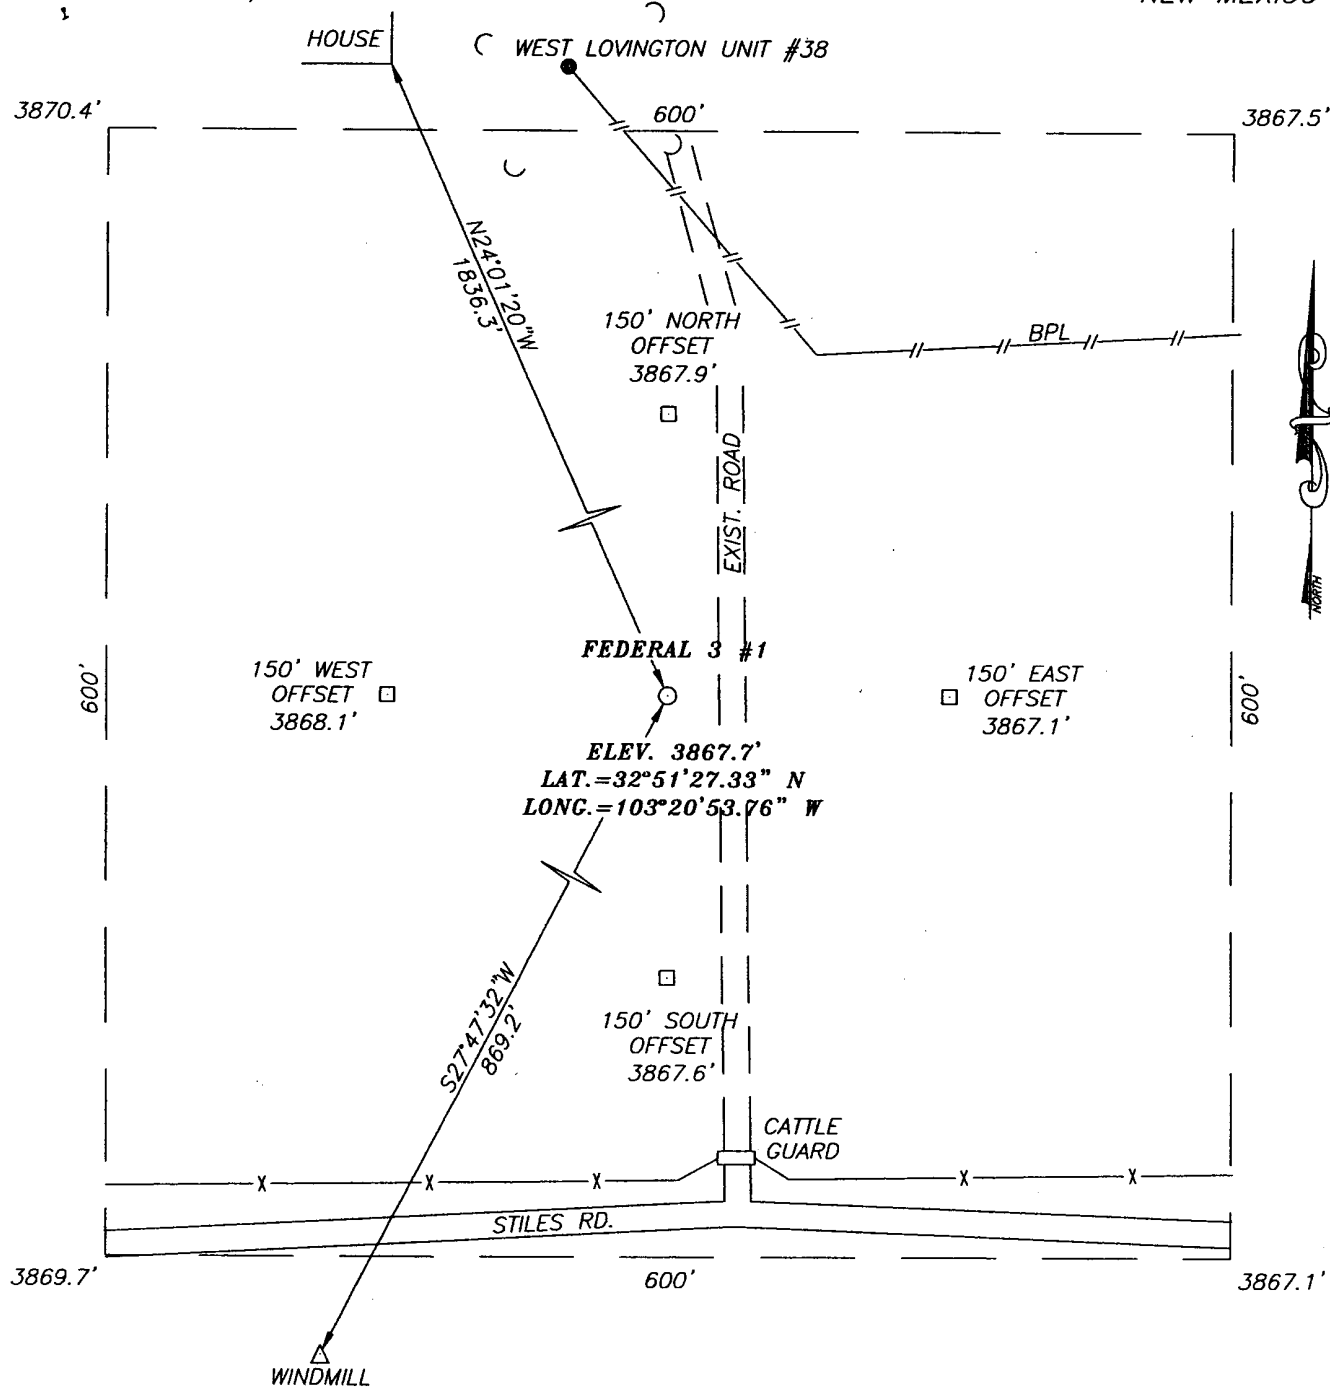 NEW MEXICO
HOUSE
WEST LOVINGTON UNIT #38
3870.4'
600'
3867.5'
N24°01'20"W
1836.3'
150' NORTH
OFFSET
3867.9'
BPL
EXIST. ROAD
NORTH
FEDERAL 3 #1
150' WEST
OFFSET
3868.1'
600'
150' EAST
OFFSET
3867.1'
600'
ELEV. 3867.7'
LAT.=32°51'27.33" N
LONG.=103°20'53.76" W
S27°47'32"W
869.2'
150' SOUTH
OFFSET
3867.6'
CATTLE
GUARD
X X X X X
STILES RD.
3869.7'
600'
3867.1'
WINDMILL